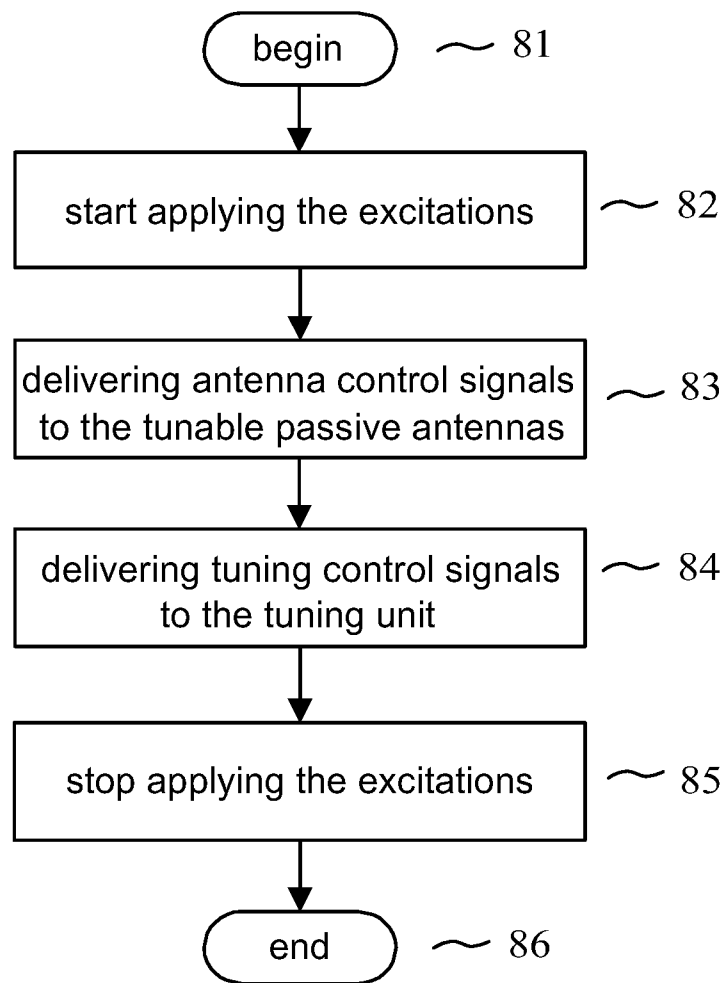 begin 81
start applying the excitations 82
delivering antenna control signals
to the tunable passive antennas 83
delivering tuning control signals
to the tuning unit 84
stop applying the excitations 85
end 86